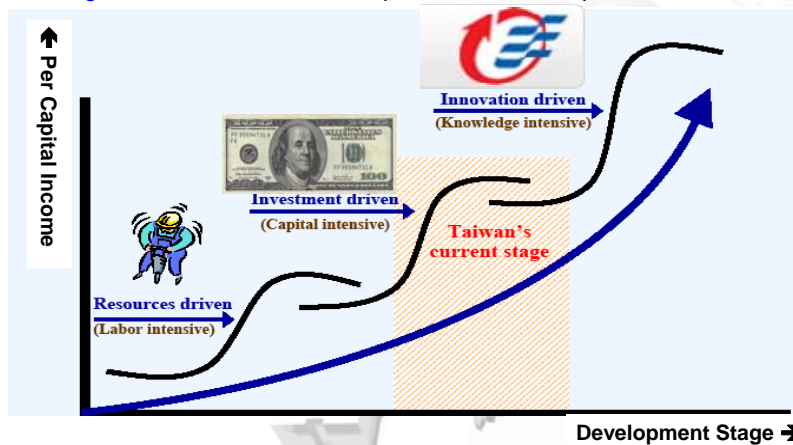 ← Per Capital Income
Innovation driven
(Knowledge intensive)
100
Investment driven
(Capital intensive)
Taiwan's
current stage
Resources driven
(Labor intensive)
Development Stage →